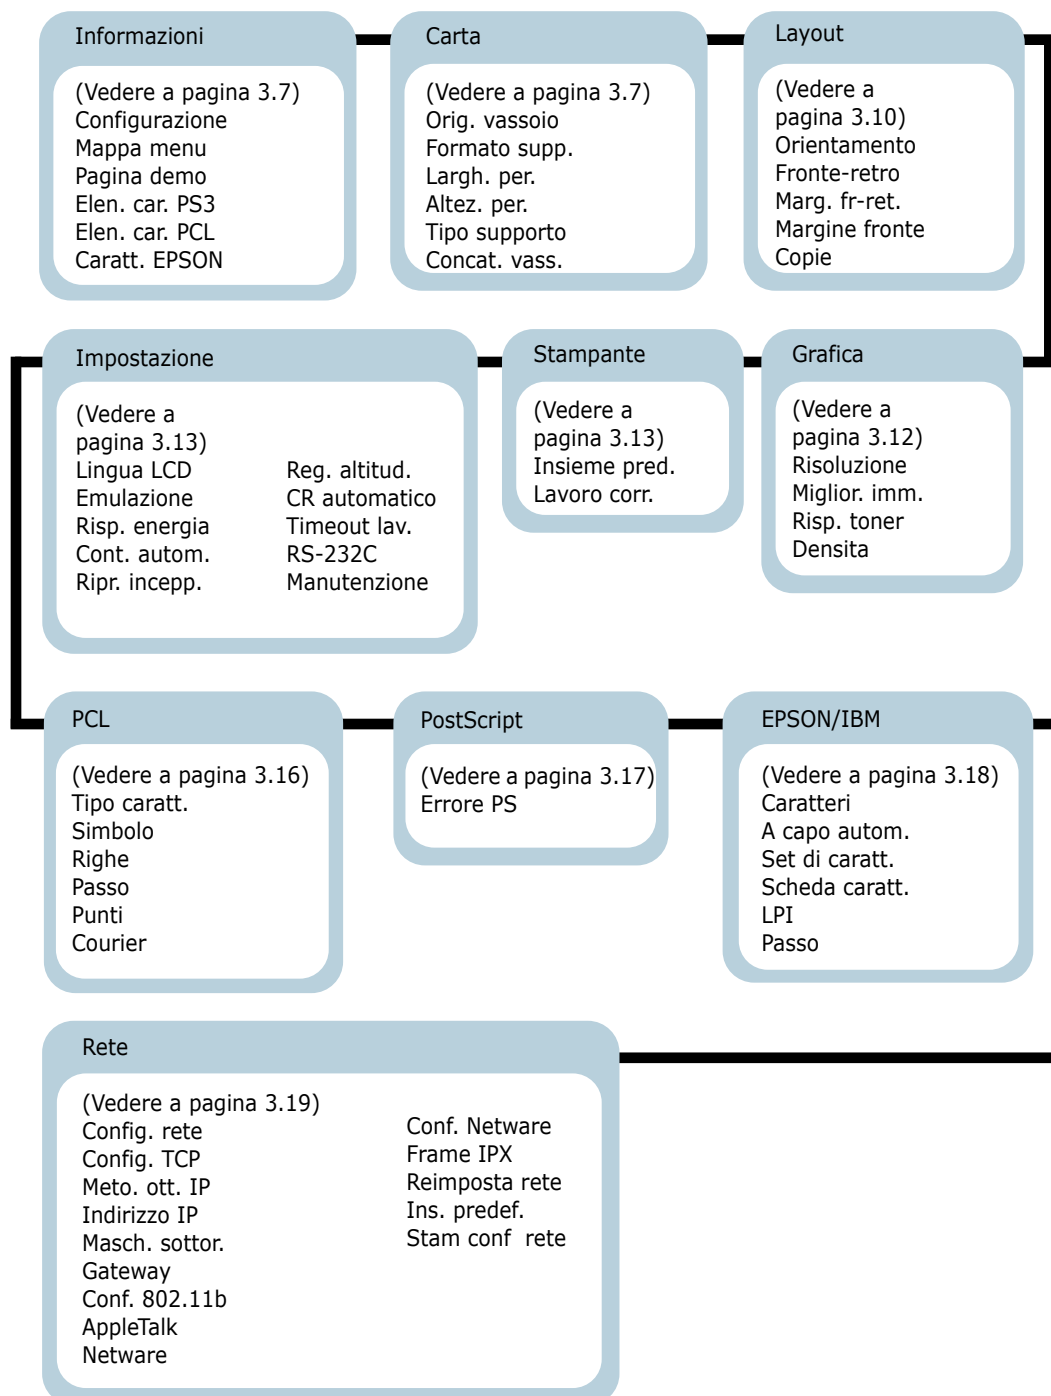 Informazioni
(Vedere a pagina 3.7)
Configurazione
Mappa menu
Pagina demo
Elen. car. PS3
Elen. car. PCL
Caratt. EPSON
Carta
(Vedere a pagina 3.7)
Orig. vassoio
Formato supp.
Largh. per.
Altez. per.
Tipo supporto
Concat. vass.
Layout
(Vedere a
pagina 3.10)
Orientamento
Fronte-retro
Marg. fr-ret.
Margine fronte
Copie
Impostazione
(Vedere a
pagina 3.13)
Lingua LCD
Emulazione
Risp. energia
Cont. autom.
Ripr. incepp.
Reg. altitud.
CR automatico
Timeout lav.
RS-232C
Manutenzione
Stampante
(Vedere a
pagina 3.13)
Insieme pred.
Lavoro corr.
Grafica
(Vedere a
pagina 3.12)
Risoluzione
Miglior. imm.
Risp. toner
Densita
PCL
(Vedere a pagina 3.16)
Tipo caratt.
Simbolo
Righe
Passo
Punti
Courier
PostScript
(Vedere a pagina 3.17)
Errore PS
EPSON/IBM
(Vedere a pagina 3.18)
Caratteri
A capo autom.
Set di caratt.
Scheda caratt.
LPI
Passo
Rete
(Vedere a pagina 3.19)
Config. rete
Config. TCP
Meto. ott. IP
Indirizzo IP
Masch. sottor.
Gateway
Conf. 802.11b
AppleTalk
Netware
Conf. Netware
Frame IPX
Reimposta rete
Ins. predef.
Stam conf  rete